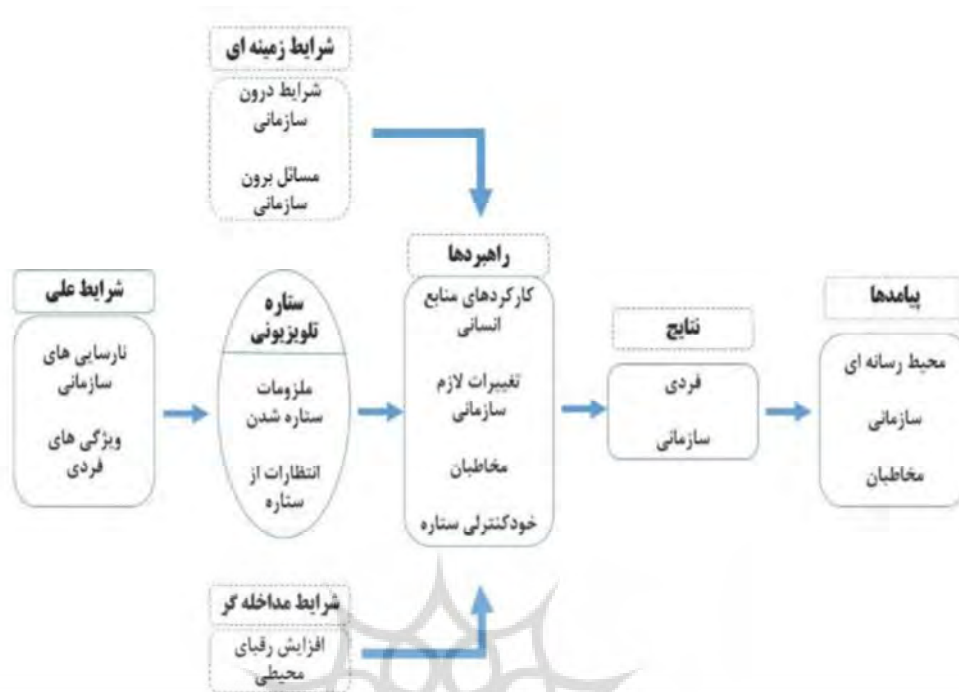 شرایط زمینه ای
شرایط درون
سازمانی
مسائل برون
سازمانی
شرایط علی
نارسایی های
سازمانی
ویژگی های
فردی
ستاره
تلویزیونی
ملزومات
ستاره شدن
انتظارات از
ستاره
راهبردها
کارکردهای منابع
انسانی
تغییرات لازم
سازمانی
مخاطبان
خودکنترلی ستاره
نتایج
فردی
سازمانی
پیامدها
محیط رسانه ای
سازمانی
مخاطبان
شرایط مداخله گر
افزایش رقبای
محیطی